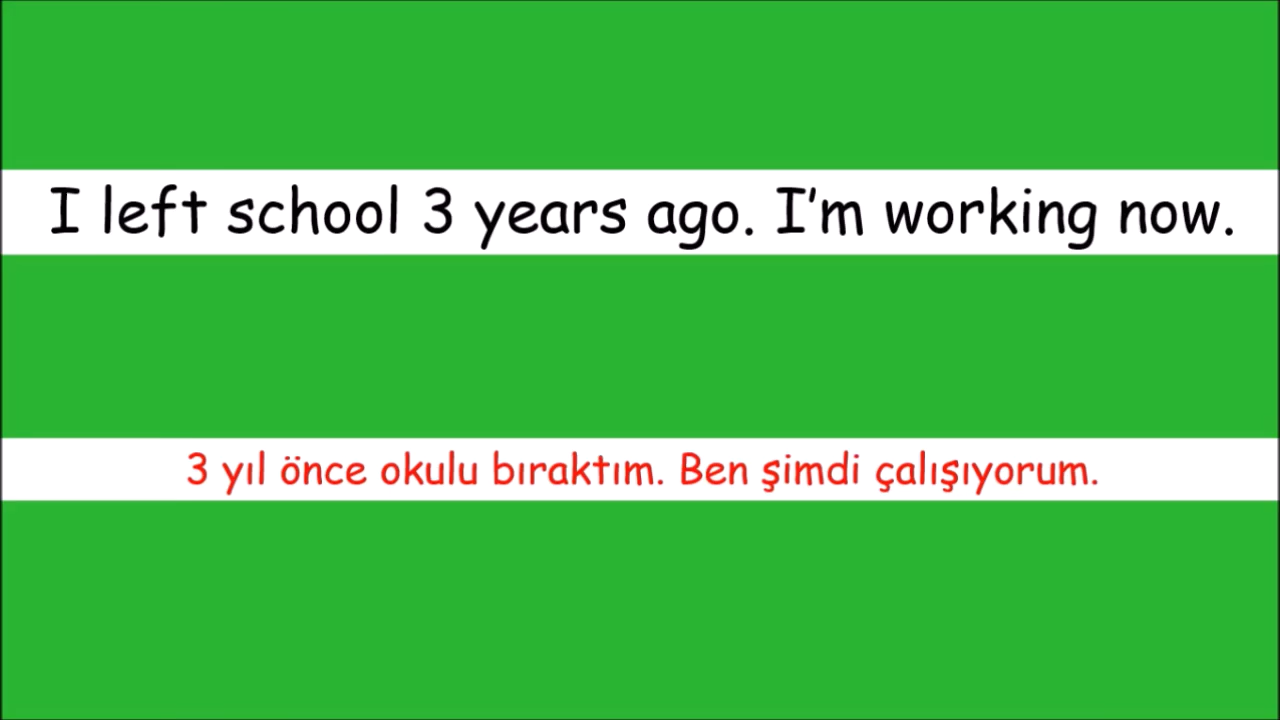 I left school 3 years ago. I'm working now.
3 yıl önce okulu bıraktım. Ben şimdi çalışıyorum.